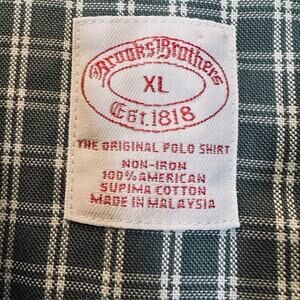 Brooks Brothers
XL
Est. 1818
THE ORIGINAL POLO SHIRT
NON-IRON
100% AMERICAN
SUPIMA COTTON
MADE IN MALAYSIA